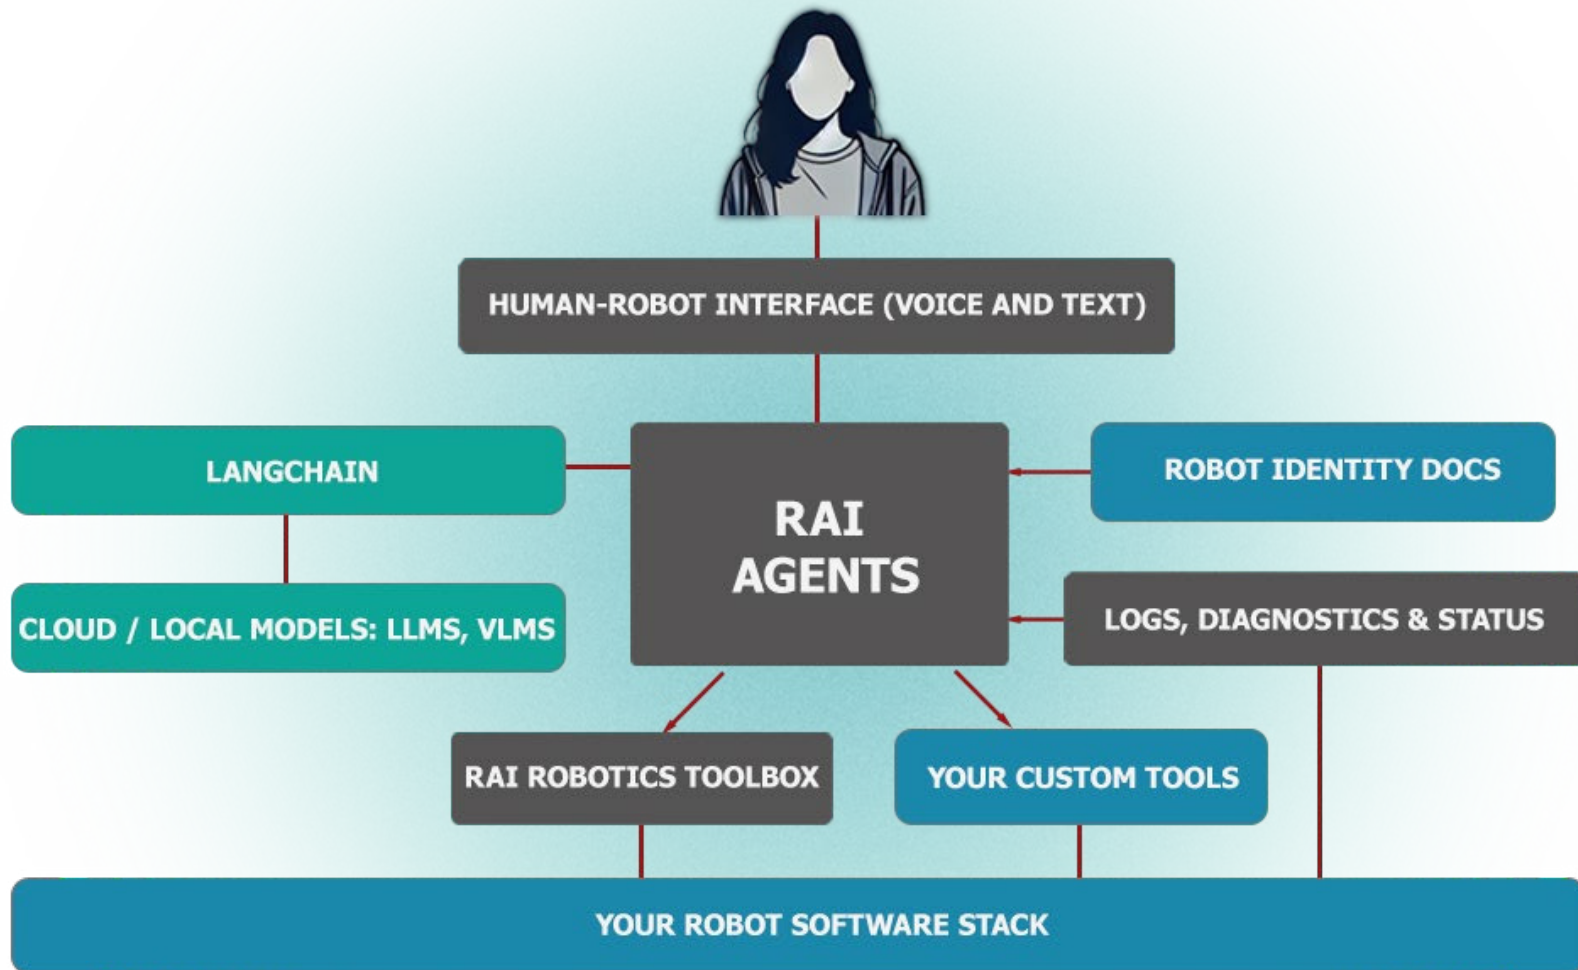 HUMAN-ROBOT INTERFACE (VOICE AND TEXT)
LANGCHAIN
RAI
AGENTS
ROBOT IDENTITY DOCS
CLOUD / LOCAL MODELS: LLMS, VLMS
LOGS, DIAGNOSTICS & STATUS
RAI ROBOTICS TOOLBOX
YOUR CUSTOM TOOLS
YOUR ROBOT SOFTWARE STACK